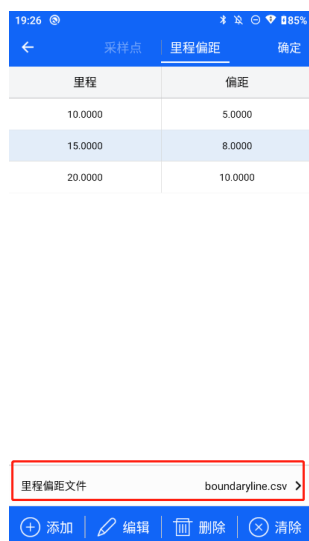 19:26 85%
采样点 里程偏距 确定
里程 偏距
10.0000 5.0000
15.0000 8.0000
20.0000 10.0000
里程偏距文件 boundaryline.csv
添加 编辑 删除 清除